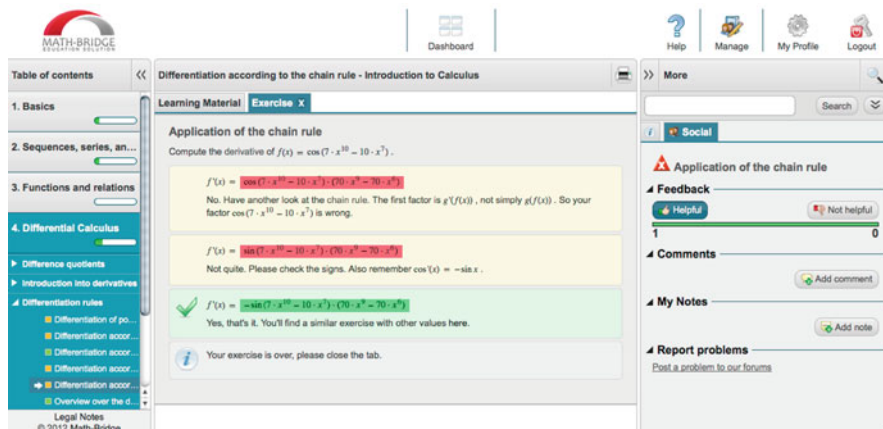 MATH-BRIDGE
EDUCATION SOLUTION
Dashboard
Help
Manage
My Profile
Logout
Table of contents
Differentiation according to the chain rule - Introduction to Calculus
More
1. Basics
2. Sequences, series, an...
3. Functions and relations
4. Differential Calculus
Difference quotients
Introduction into derivatives
Differentiation rules
Differentiation of po...
Differentiation accor...
Differentiation accor...
Differentiation accor...
Differentiation accor...
Overview over the d...
Legal Notes
© 2012 Math-Bridge
Learning Material
Exercise X
Application of the chain rule
Compute the derivative of f(x) = cos (7 · x¹⁰ − 10 · x⁷) .
f'(x) = cos (7 · x¹⁰ − 10 · x⁷) · (70 · x⁹ − 70 · x⁶)
No. Have another look at the chain rule. The first factor is g'(f(x)) , not simply g(f(x)) . So your
factor cos (7 · x¹⁰ − 10 · x⁷) is wrong.
f'(x) = sin (7 · x¹⁰ − 10 · x⁷) · (70 · x⁹ − 70 · x⁶)
Not quite. Please check the signs. Also remember cos'(x) = −sin x .
f'(x) = −sin (7 · x¹⁰ − 10 · x⁷) · (70 · x⁹ − 70 · x⁶)
Yes, that's it. You'll find a similar exercise with other values here.
Your exercise is over, please close the tab.
Search
Social
Application of the chain rule
Feedback
Helpful
Not helpful
1
0
Comments
Add comment
My Notes
Add note
Report problems
Post a problem to our forums